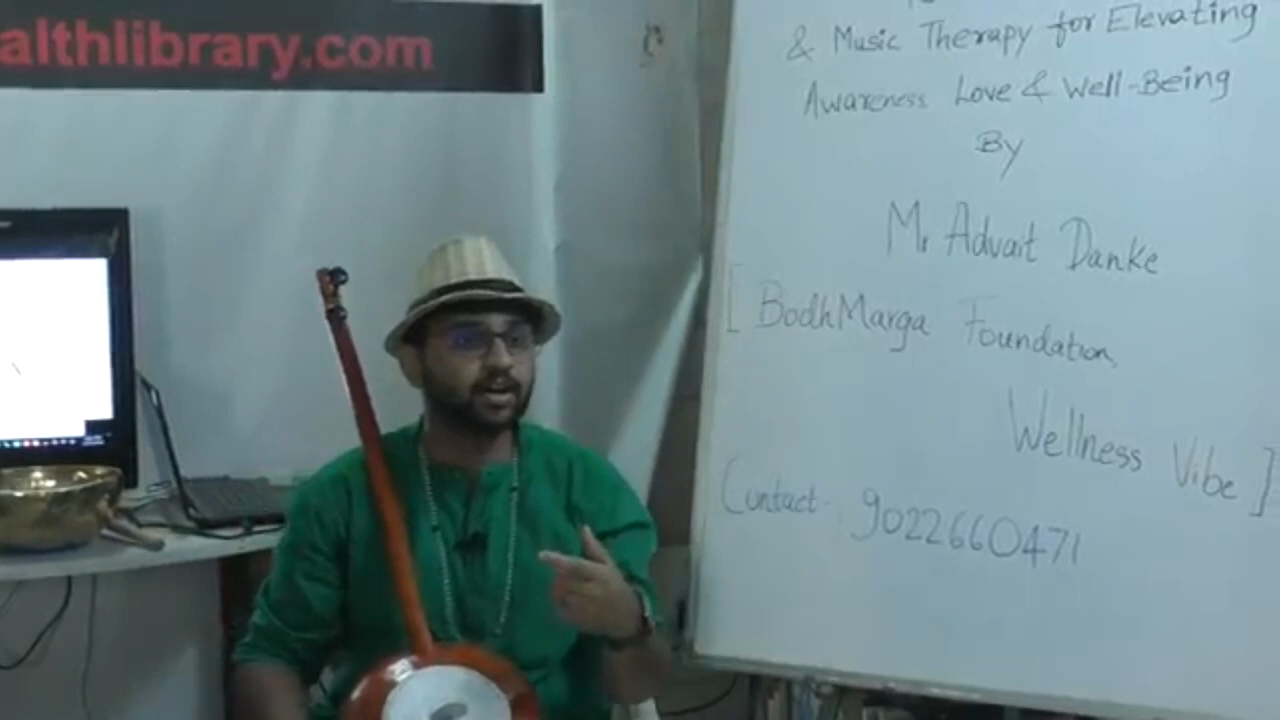 althlibrary.com
& Music Therapy for Elevating
Awareness Love & Well-Being
By
Mr Advait Danke
[ BodhMarga Foundation,
Wellness Vibe ]
Contact- 9022660471